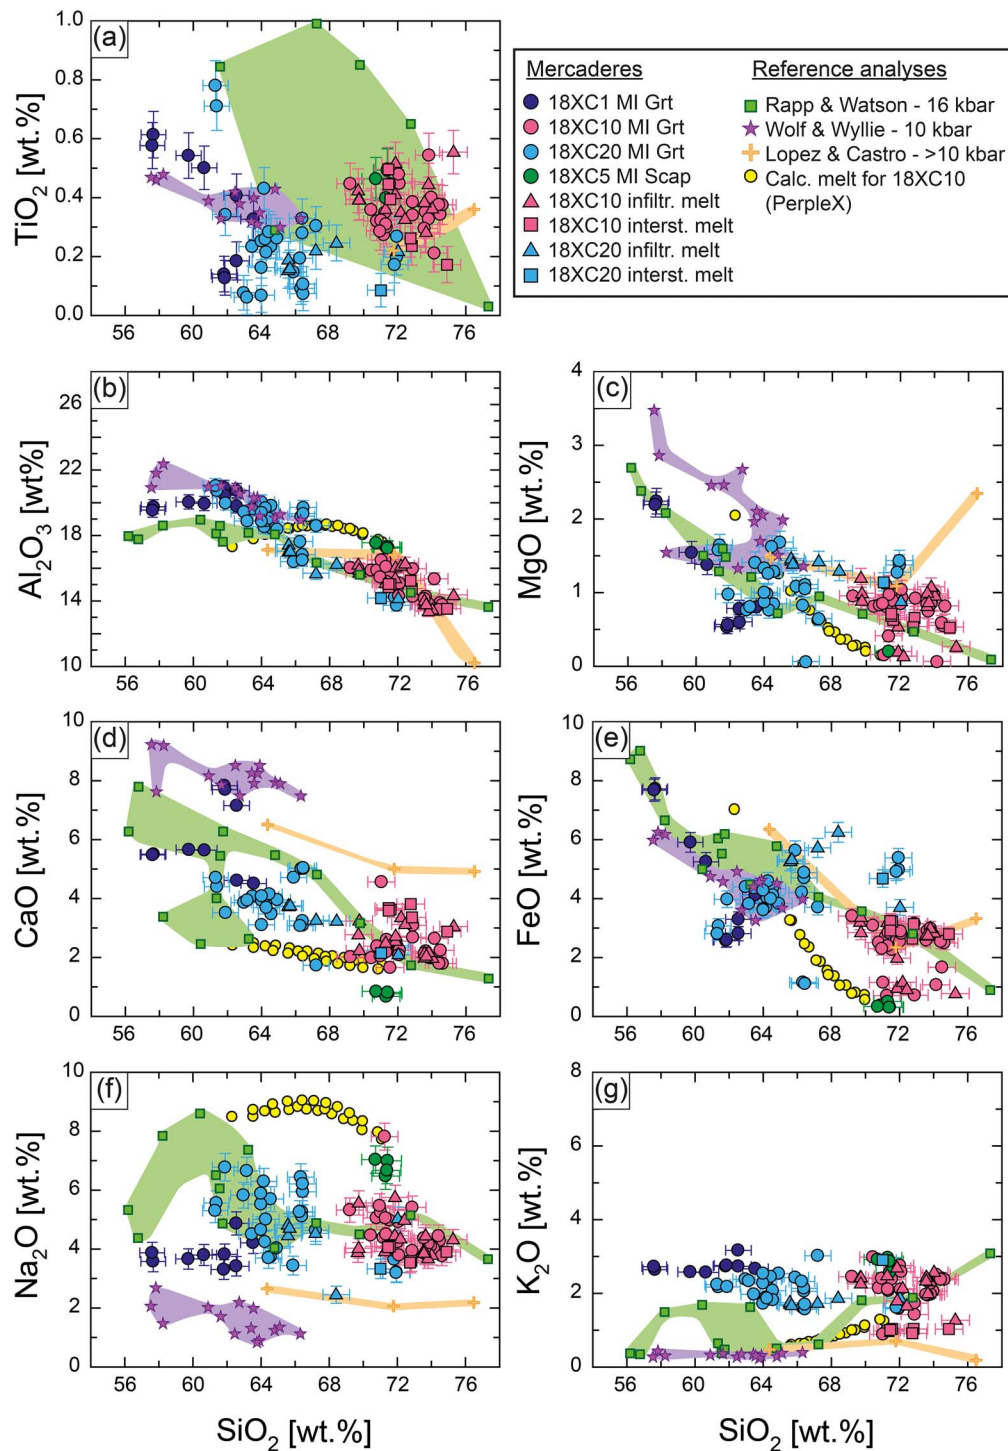 (a)
TiO2 [wt.%]
1.0
0.8
0.6
0.4
0.2
0.0
56 60 64 68 72 76
Mercaderes
18XC1 MI Grt
18XC10 MI Grt
18XC20 MI Grt
18XC5 MI Scap
18XC10 infiltr. melt
18XC10 interst. melt
18XC20 infiltr. melt
18XC20 interst. melt
Reference analyses
Rapp & Watson - 16 kbar
Wolf & Wyllie - 10 kbar
Lopez & Castro - >10 kbar
Calc. melt for 18XC10
(PerpleX)
(b)
Al2O3 [wt%]
26
22
18
14
10
56 60 64 68 72 76
(c)
MgO [wt.%]
4
3
2
1
0
56 60 64 68 72 76
(d)
CaO [wt.%]
10
8
6
4
2
0
56 60 64 68 72 76
(e)
FeO [wt.%]
10
8
6
4
2
0
56 60 64 68 72 76
(f)
Na2O [wt.%]
10
8
6
4
2
0
56 60 64 68 72 76
SiO2 [wt.%]
(g)
K2O [wt.%]
8
6
4
2
0
56 60 64 68 72 76
SiO2 [wt.%]